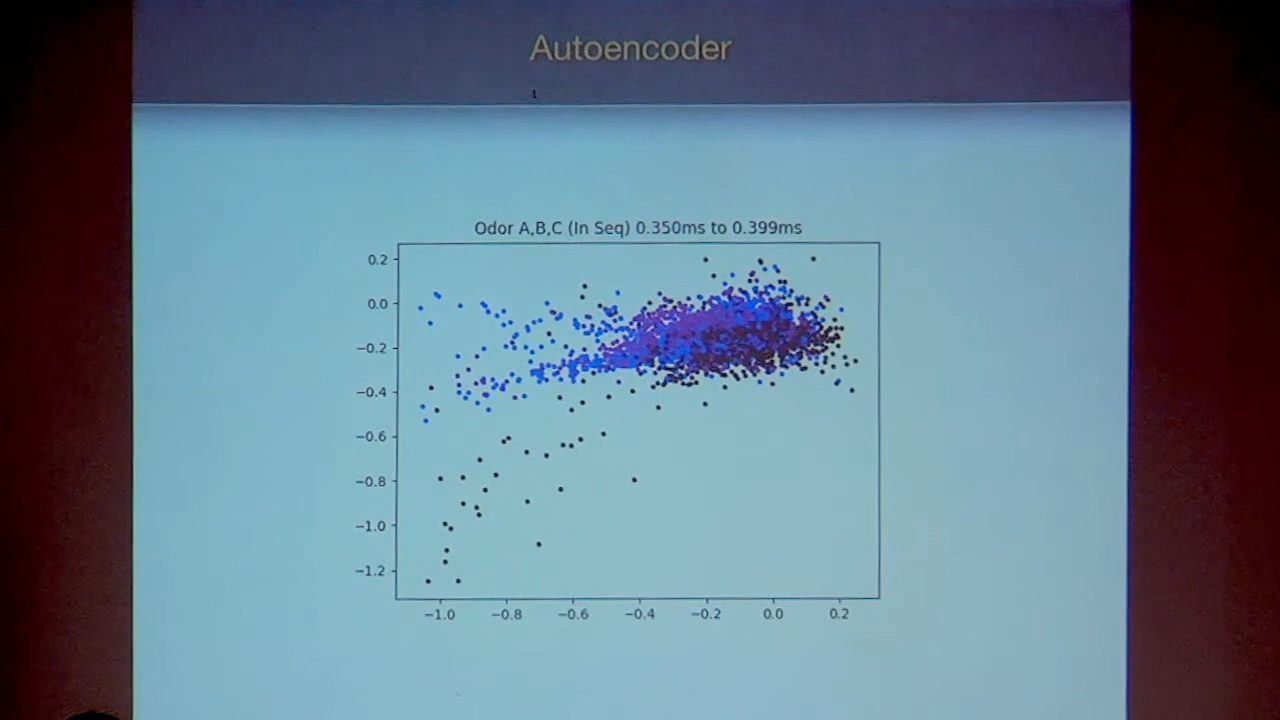 Autoencoder
Odor A,B,C (In Seq) 0.350ms to 0.399ms
0.2
0.0
−0.2
−0.4
−0.6
−0.8
−1.0
−1.2
−1.0 −0.8 −0.6 −0.4 −0.2 0.0 0.2